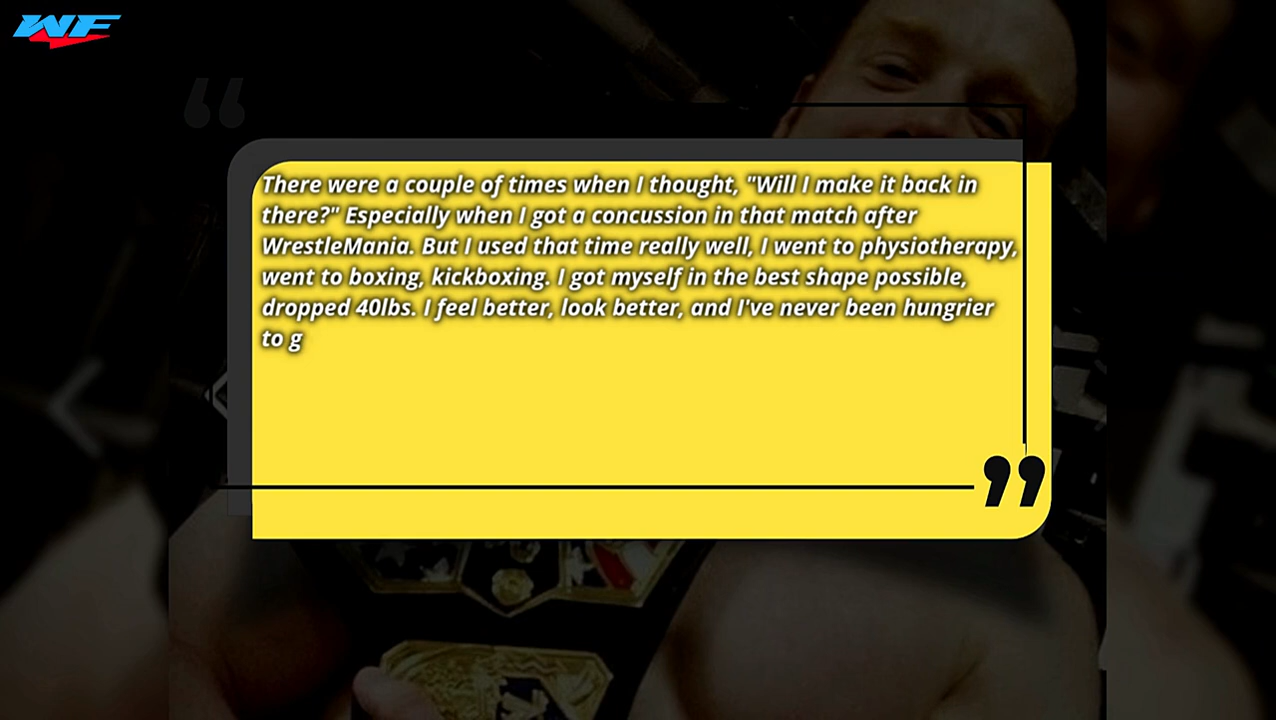 WF
There were a couple of times when I thought, "Will I make it back in
there?" Especially when I got a concussion in that match after
WrestleMania. But I used that time really well, I went to physiotherapy,
went to boxing, kickboxing. I got myself in the best shape possible,
dropped 40lbs. I feel better, look better, and I've never been hungrier
to g